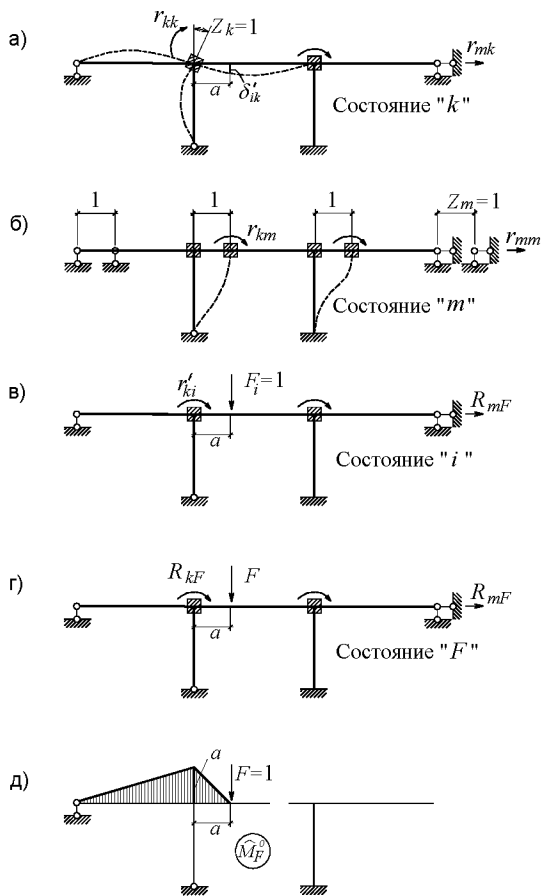 а)
r_kk
Z_k=1
a
δ'_ik
r_mk
Состояние "k"
б)
1
1
1
Z_m=1
r_km
r_mm
Состояние "m"
в)
r'_ki
F_i=1
R_mF
a
Состояние "i"
г)
R_kF
F
R_mF
a
Состояние "F"
д)
a
F=1
a
M̂_F^0